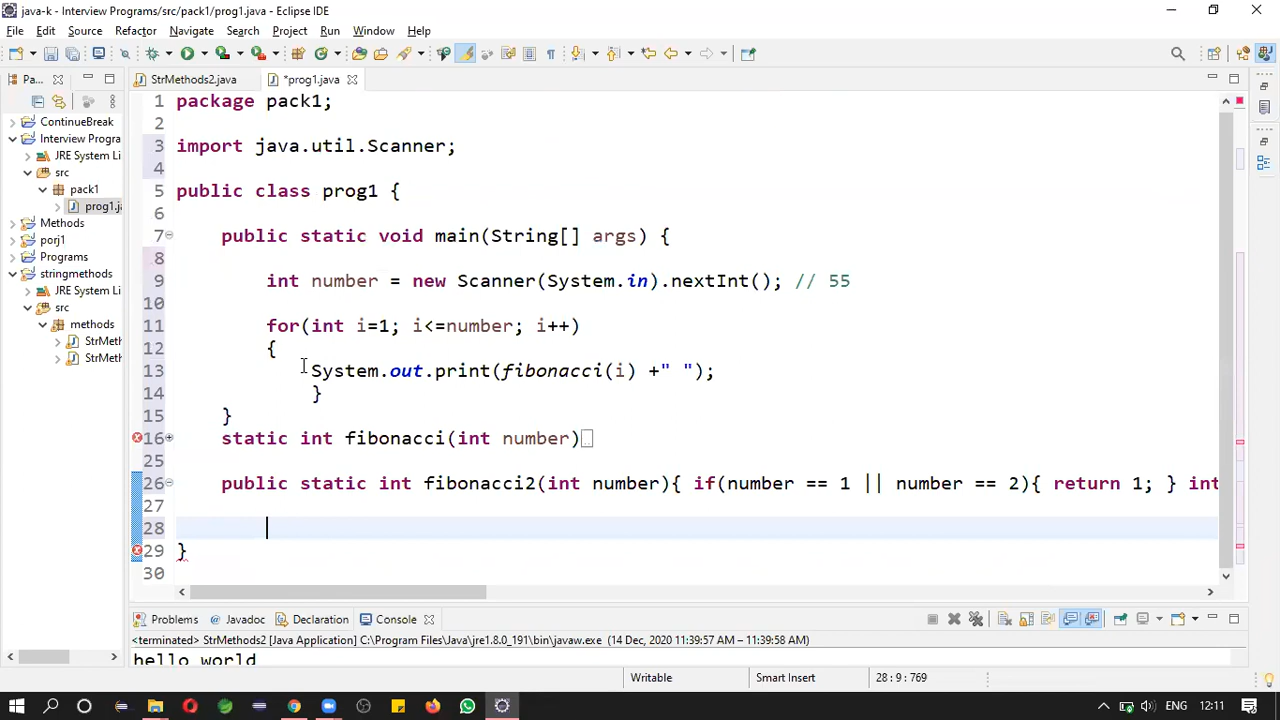 java-k - Interview Programs/src/pack1/prog1.java - Eclipse IDE
File Edit Source Refactor Navigate Search Project Run Window Help
Pa...
StrMethods2.java
*prog1.java
ContinueBreak
Interview Progra
JRE System Li
src
pack1
prog1.ja
Methods
porj1
Programs
stringmethods
JRE System Li
src
methods
StrMeth
StrMeth
1 package pack1;
2
3 import java.util.Scanner;
4
5 public class prog1 {
6
7 public static void main(String[] args) {
8
9 int number = new Scanner(System.in).nextInt(); // 55
10
11 for(int i=1; i<=number; i++)
12 {
13 System.out.print(fibonacci(i) +" ");
14 }
15 }
16 static int fibonacci(int number)
25
26 public static int fibonacci2(int number){ if(number == 1 || number == 2){ return 1; } int
27
28
29 }
30
Problems Javadoc Declaration Console
<terminated> StrMethods2 [Java Application] C:\Program Files\Java\jre1.8.0_191\bin\javaw.exe (14 Dec, 2020 11:39:57 AM – 11:39:58 AM)
hello world
Writable Smart Insert 28 : 9 : 769
ENG 12:11